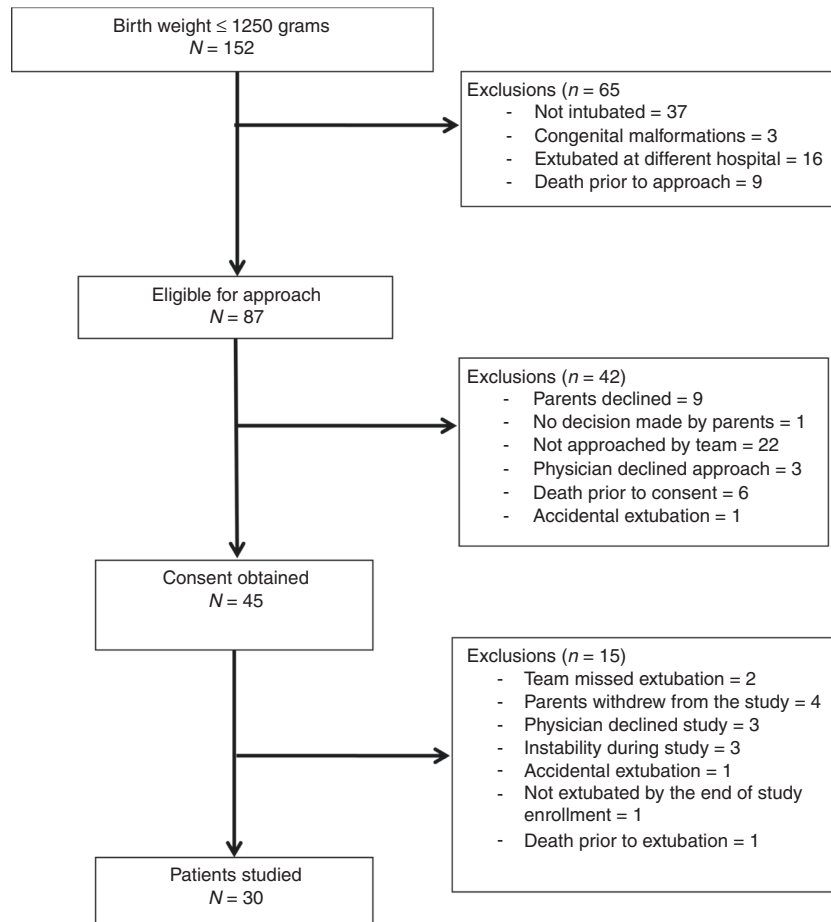 Birth weight ≤ 1250 grams
N = 152
Exclusions (n = 65
- Not intubated = 37
- Congenital malformations = 3
- Extubated at different hospital = 16
- Death prior to approach = 9
Eligible for approach
N = 87
Exclusions (n = 42)
- Parents declined = 9
- No decision made by parents = 1
- Not approached by team = 22
- Physician declined approach = 3
- Death prior to consent = 6
- Accidental extubation = 1
Consent obtained
N = 45
Exclusions (n = 15)
- Team missed extubation = 2
- Parents withdrew from the study = 4
- Physician declined study = 3
- Instability during study = 3
- Accidental extubation = 1
- Not extubated by the end of study
enrollment = 1
- Death prior to extubation = 1
Patients studied
N = 30